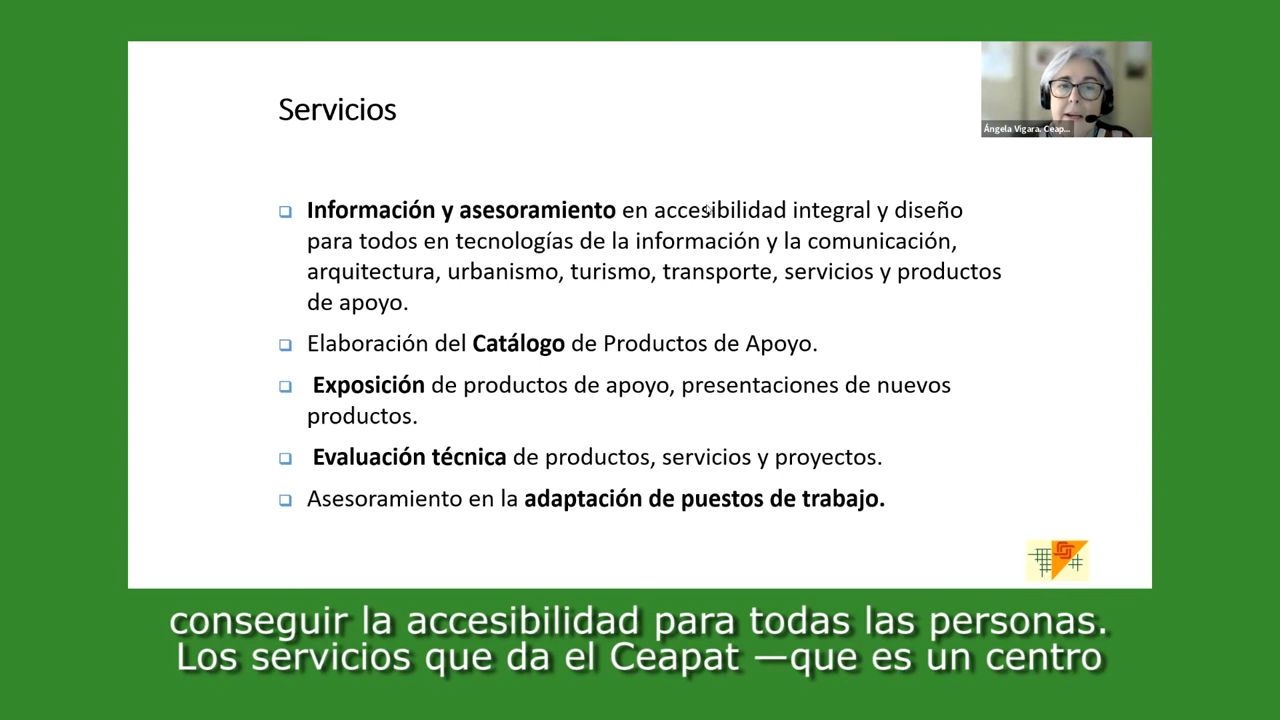 Servicios
Ángela Vigara. Ceap...
Información y asesoramiento en accesibilidad integral y diseño
para todos en tecnologías de la información y la comunicación,
arquitectura, urbanismo, turismo, transporte, servicios y productos
de apoyo.
Elaboración del Catálogo de Productos de Apoyo.
Exposición de productos de apoyo, presentaciones de nuevos
productos.
Evaluación técnica de productos, servicios y proyectos.
Asesoramiento en la adaptación de puestos de trabajo.
conseguir la accesibilidad para todas las personas.
Los servicios que da el Ceapat —que es un centro